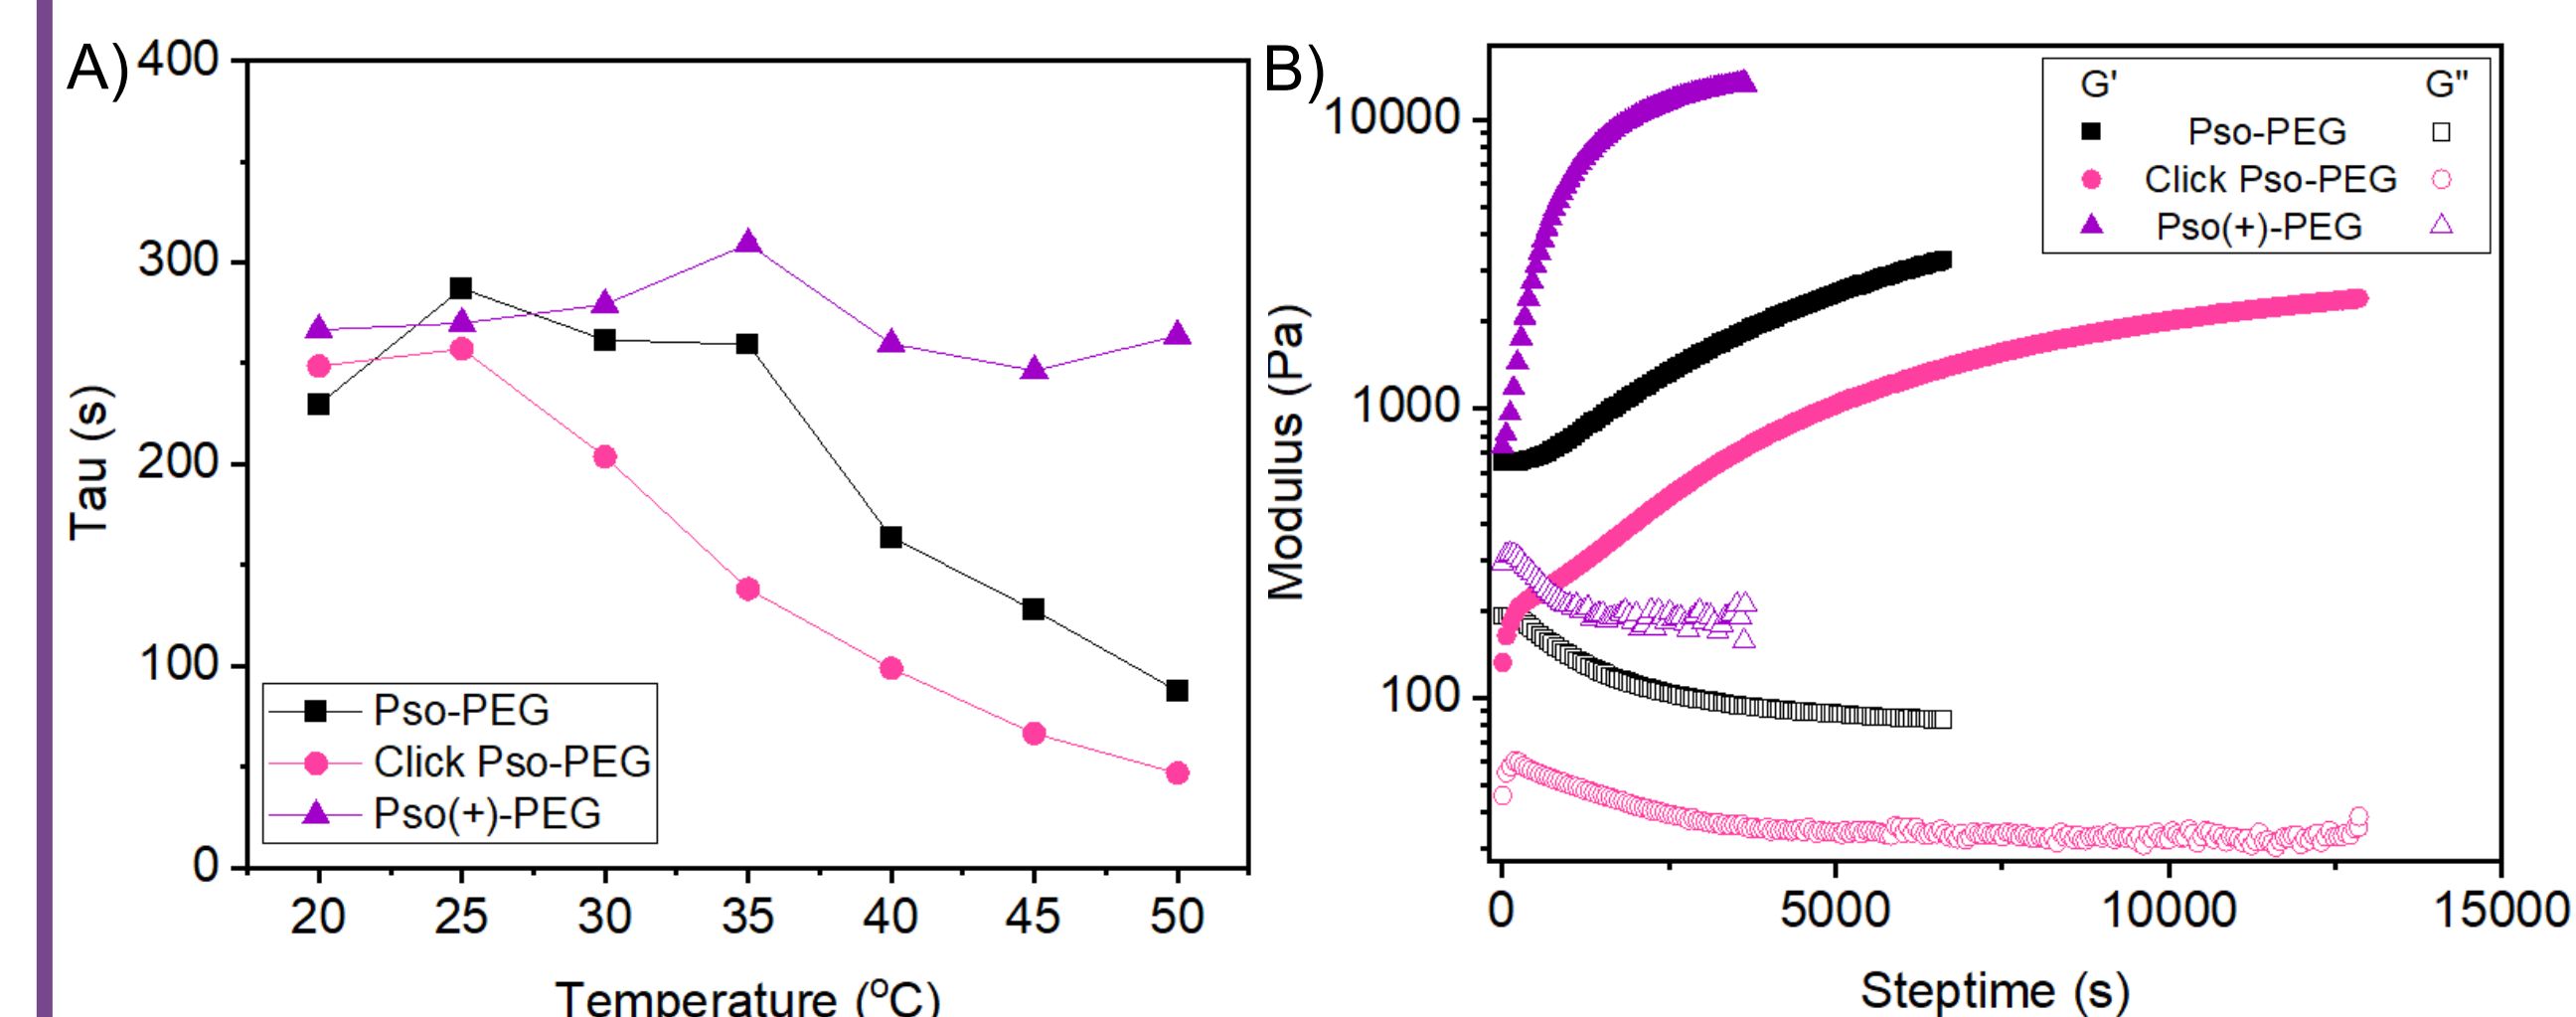 A)
400
300
200
100
0
Tau (s)
Pso-PEG
Click Pso-PEG
Pso(+)-PEG
20 25 30 35 40 45 50
Temperature (°C)
B)
10000
1000
100
Modulus (Pa)
G' G"
Pso-PEG
Click Pso-PEG
Pso(+)-PEG
0 5000 10000 15000
Steptime (s)